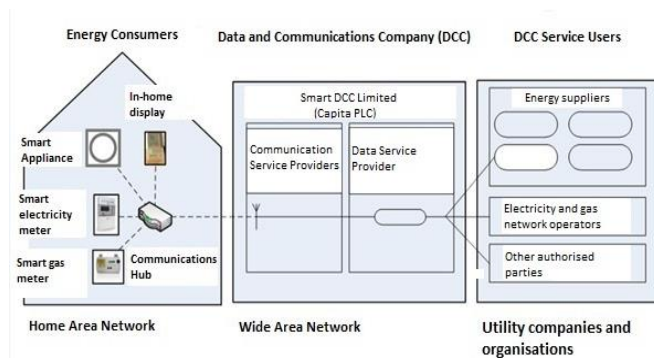 Energy Consumers
Data and Communications Company (DCC)
DCC Service Users
In-home
display
Smart
Appliance
Smart
electricity
meter
Smart gas
meter
Communications
Hub
Home Area Network
Smart DCC Limited
(Capita PLC)
Communication
Service Providers
Data Service
Provider
Wide Area Network
Energy suppliers
Electricity and gas
network operators
Other authorised
parties
Utility companies and
organisations